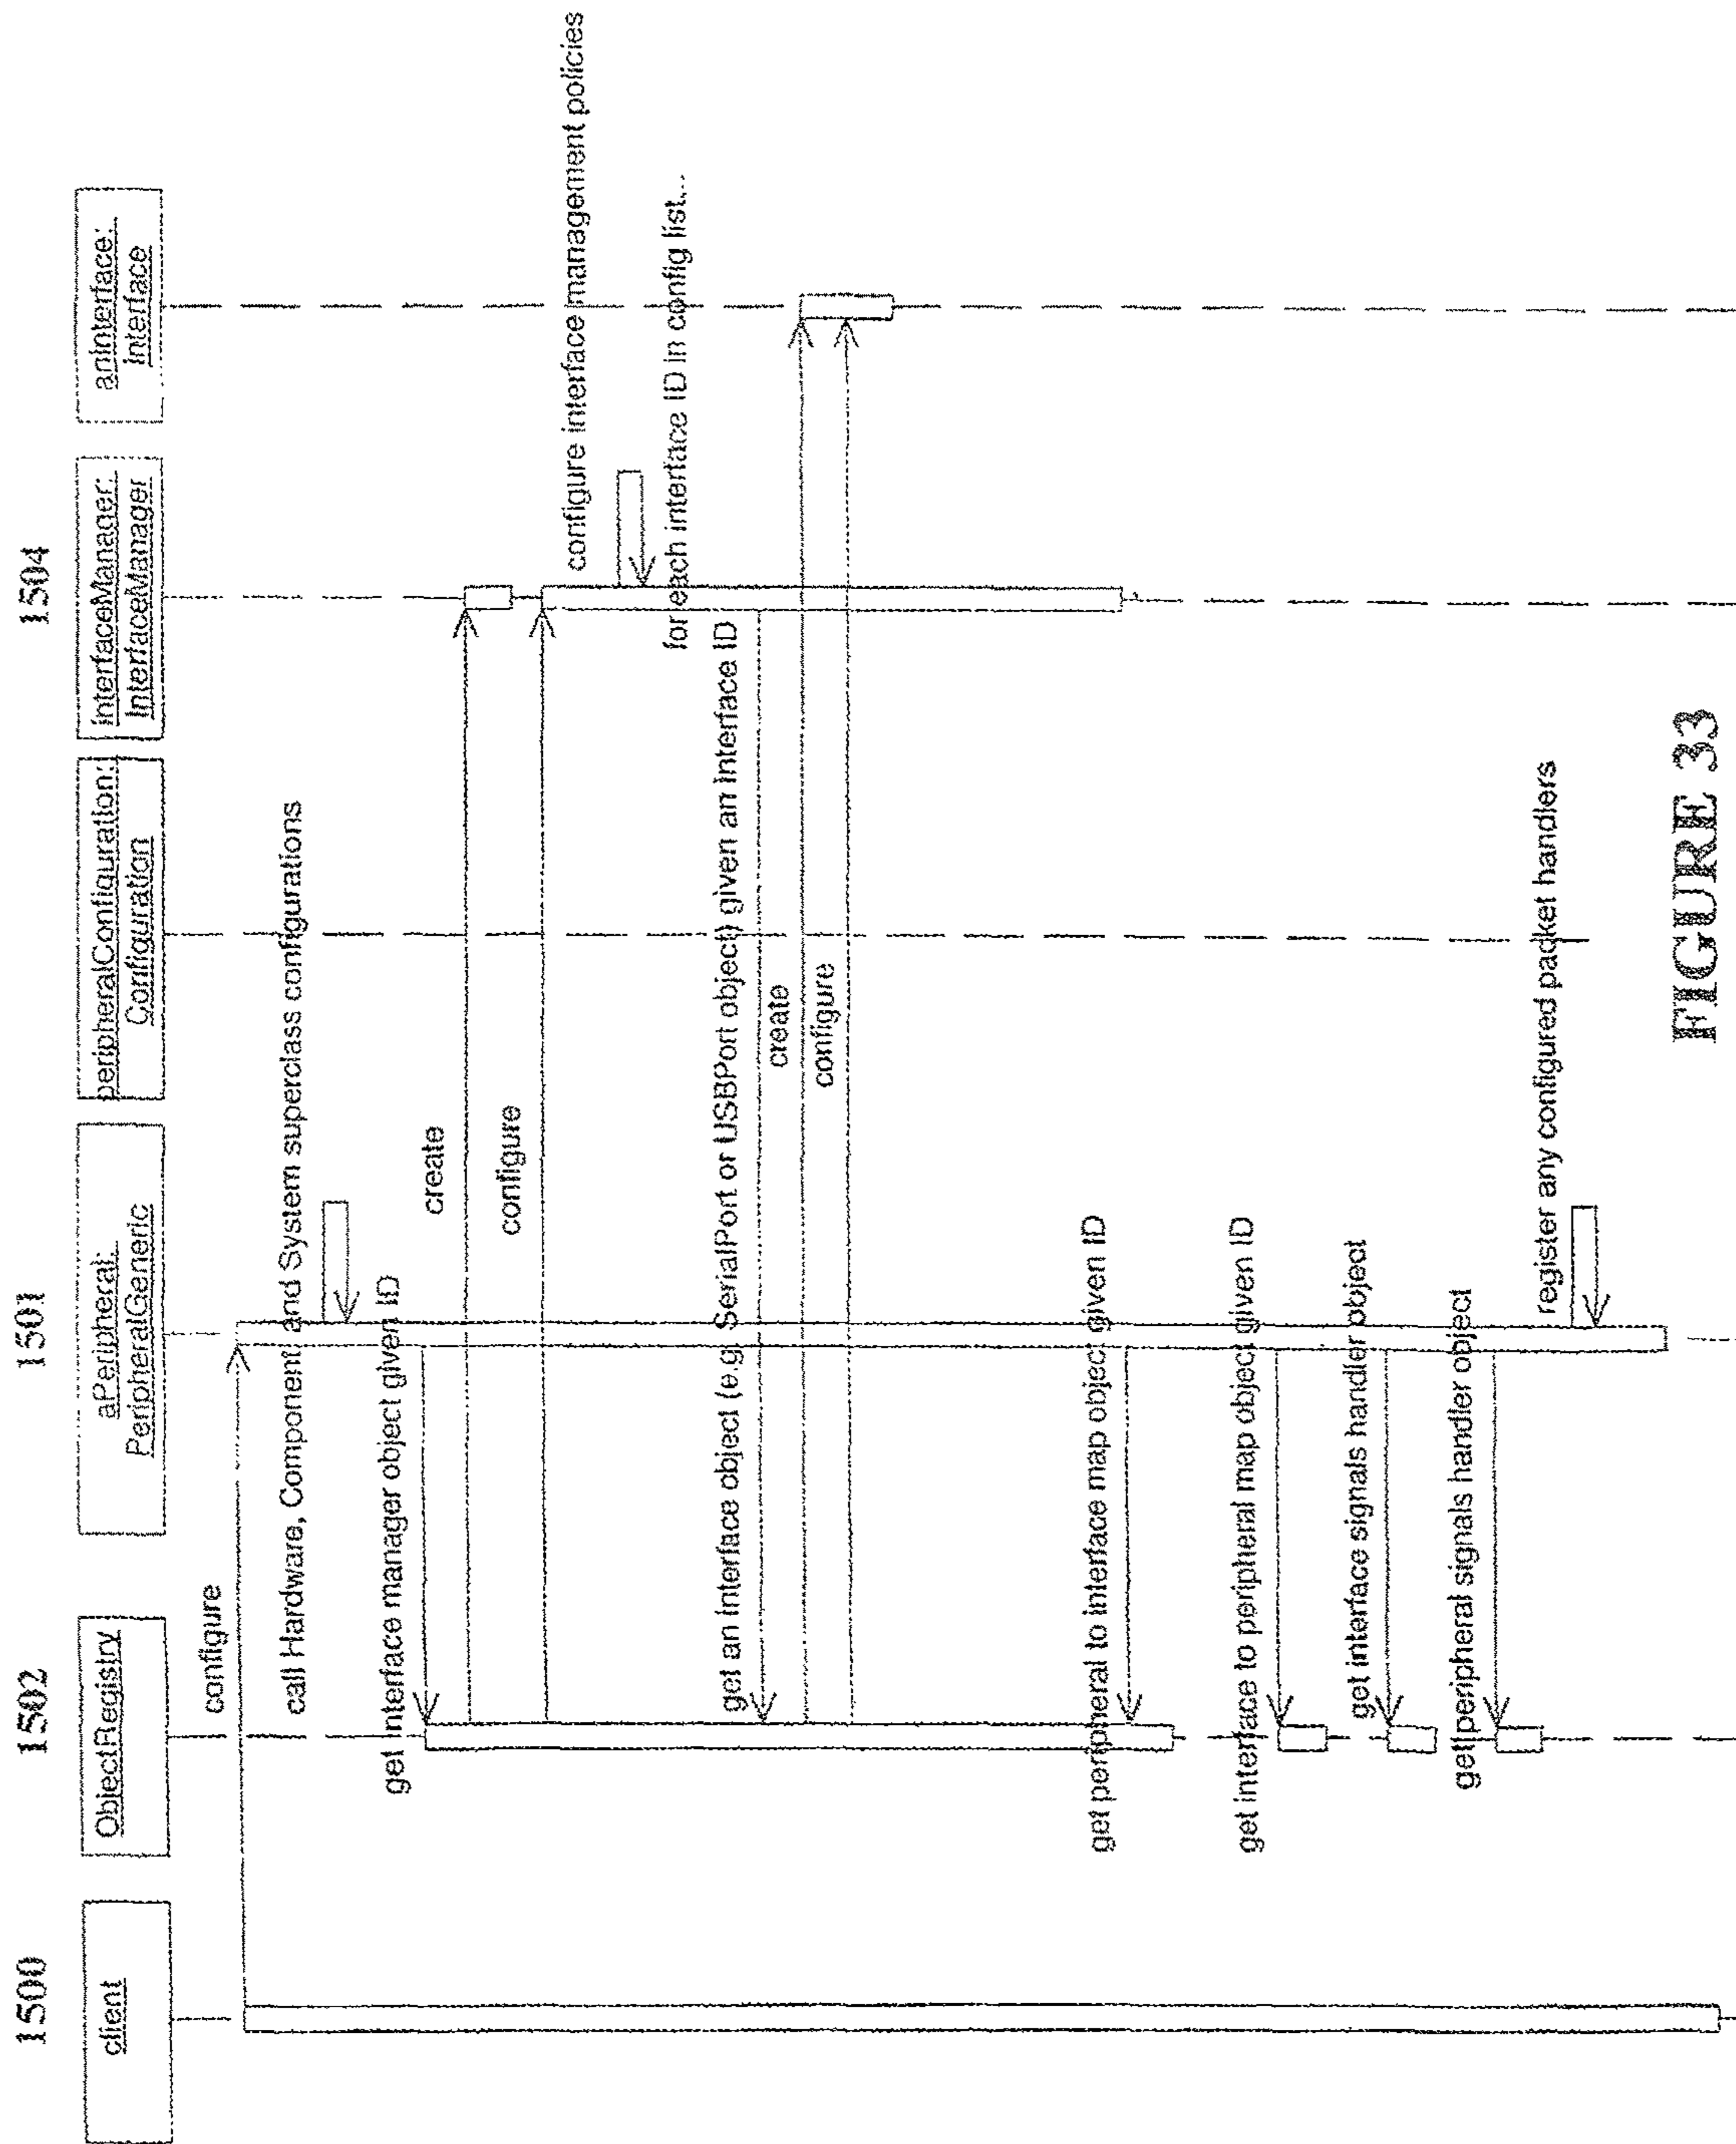 1500
1502
1501
1504
client
ObjectRegistry
aPeripheral:
PeripheralGeneric
peripheralConfiguration:
Configuration
interfaceManager:
InterfaceManager
anInterface:
Interface
configure
call Hardware, Component and System superclass configurations
get interface manager object given ID
create
configure
configure interface management policies
for each interface ID in config list...
get an Interface object (e.g. SerialPort or USBPort object) given an Interface ID
create
configure
get peripheral to interface map object given ID
get interface to peripheral map object given ID
get interface signals handler object
get peripheral signals handler object
register any configured packet handlers
FIGURE 33